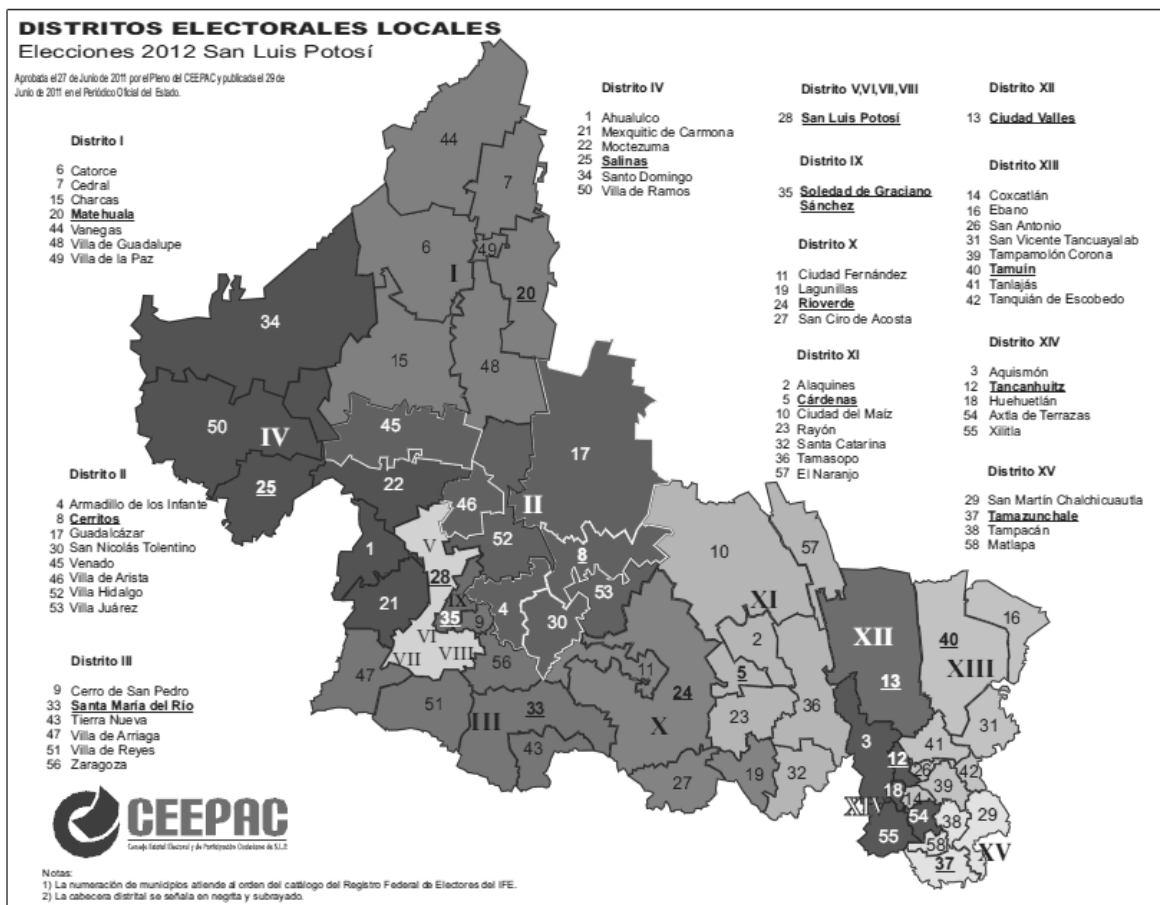 DISTRITOS ELECTORALES LOCALES
Elecciones 2012 San Luis Potosí
Aprobada el 27 de Junio de 2011 por el Pleno del CEEPAC y publicada el 29 de
Junio de 2011 en el Periódico Oficial del Estado.
Distrito I
6 Catorce
7 Cedral
15 Charcas
20 Matehuala
44 Vanegas
48 Villa de Guadalupe
49 Villa de la Paz
Distrito II
4 Armadillo de los Infante
8 Cerritos
17 Guadalcázar
30 San Nicolás Tolentino
45 Venado
46 Villa de Arista
52 Villa Hidalgo
53 Villa Juárez
Distrito III
9 Cerro de San Pedro
33 Santa María del Río
43 Tierra Nueva
47 Villa de Arriaga
51 Villa de Reyes
56 Zaragoza
Distrito IV
1 Ahualulco
21 Mexquitic de Carmona
22 Moctezuma
25 Salinas
34 Santo Domingo
50 Villa de Ramos
Distrito V,VI,VII,VIII
28 San Luis Potosí
Distrito IX
35 Soledad de Graciano
Sánchez
Distrito X
11 Ciudad Fernández
19 Lagunillas
24 Rioverde
27 San Ciro de Acosta
Distrito XI
2 Alaquines
5 Cárdenas
10 Ciudad del Maíz
23 Rayón
32 Santa Catarina
36 Tamasopo
57 El Naranjo
Distrito XII
13 Ciudad Valles
Distrito XIII
14 Coxcatlán
16 Ebano
26 San Antonio
31 San Vicente Tancuayalab
39 Tampamolón Corona
40 Tamuín
41 Tanlajás
42 Tanquián de Escobedo
Distrito XIV
3 Aquismón
12 Tancanhuitz
18 Huehuetlán
54 Axtla de Terrazas
55 Xilitla
Distrito XV
29 San Martín Chalchicuautla
37 Tamazunchale
38 Tampacán
58 Matlapa
44
7
6
49
I
20
34
15
48
50
IV
45
17
25
22
46
II
52
10
57
1
V
8
28
53
21
IX
4
30
XI
XII
40
16
35
9
2
VI
VII
VIII
56
47
11
5
13
XIII
24
51
III
33
X
23
36
31
43
3
41
12
26
42
27
19
32
18
14
39
XIV
54
29
38
55
58
XV
37
CEEPAC
Consejo Estatal Electoral y de Participación Ciudadana de S.L.P.
Notas:
1) La numeración de municipios atiende al orden del catálogo del Registro Federal de Electores del IFE.
2) La cabecera distrital se señala en negrita y subrayado.